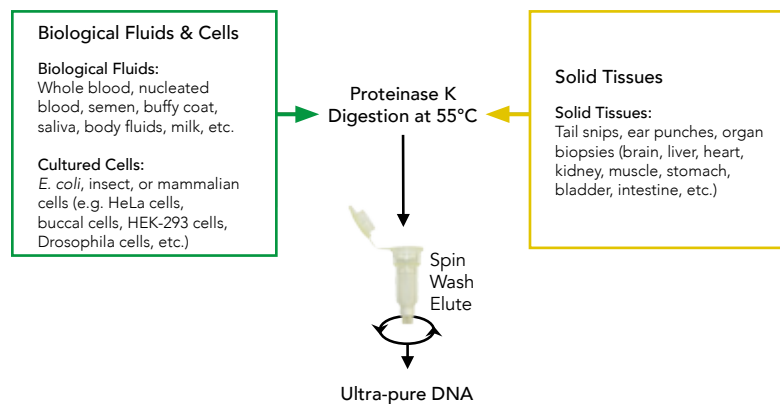 Biological Fluids & Cells
Biological Fluids:
Whole blood, nucleated
blood, semen, buffy coat,
saliva, body fluids, milk, etc.
Cultured Cells:
E. coli, insect, or mammalian
cells (e.g. HeLa cells,
buccal cells, HEK-293 cells,
Drosophila cells, etc.)
Proteinase K
Digestion at 55°C
Solid Tissues
Solid Tissues:
Tail snips, ear punches, organ
biopsies (brain, liver, heart,
kidney, muscle, stomach,
bladder, intestine, etc.)
Spin
Wash
Elute
Ultra-pure DNA